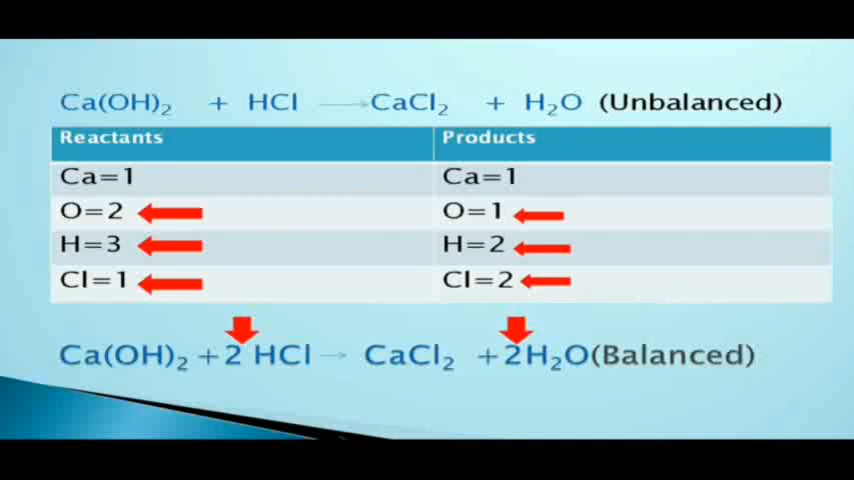 Ca(OH)₂ + HCl → CaCl₂ + H₂O (Unbalanced)
Reactants Products
Ca=1 Ca=1
O=2 O=1
H=3 H=2
Cl=1 Cl=2
Ca(OH)₂ + 2 HCl → CaCl₂ + 2H₂O(Balanced)